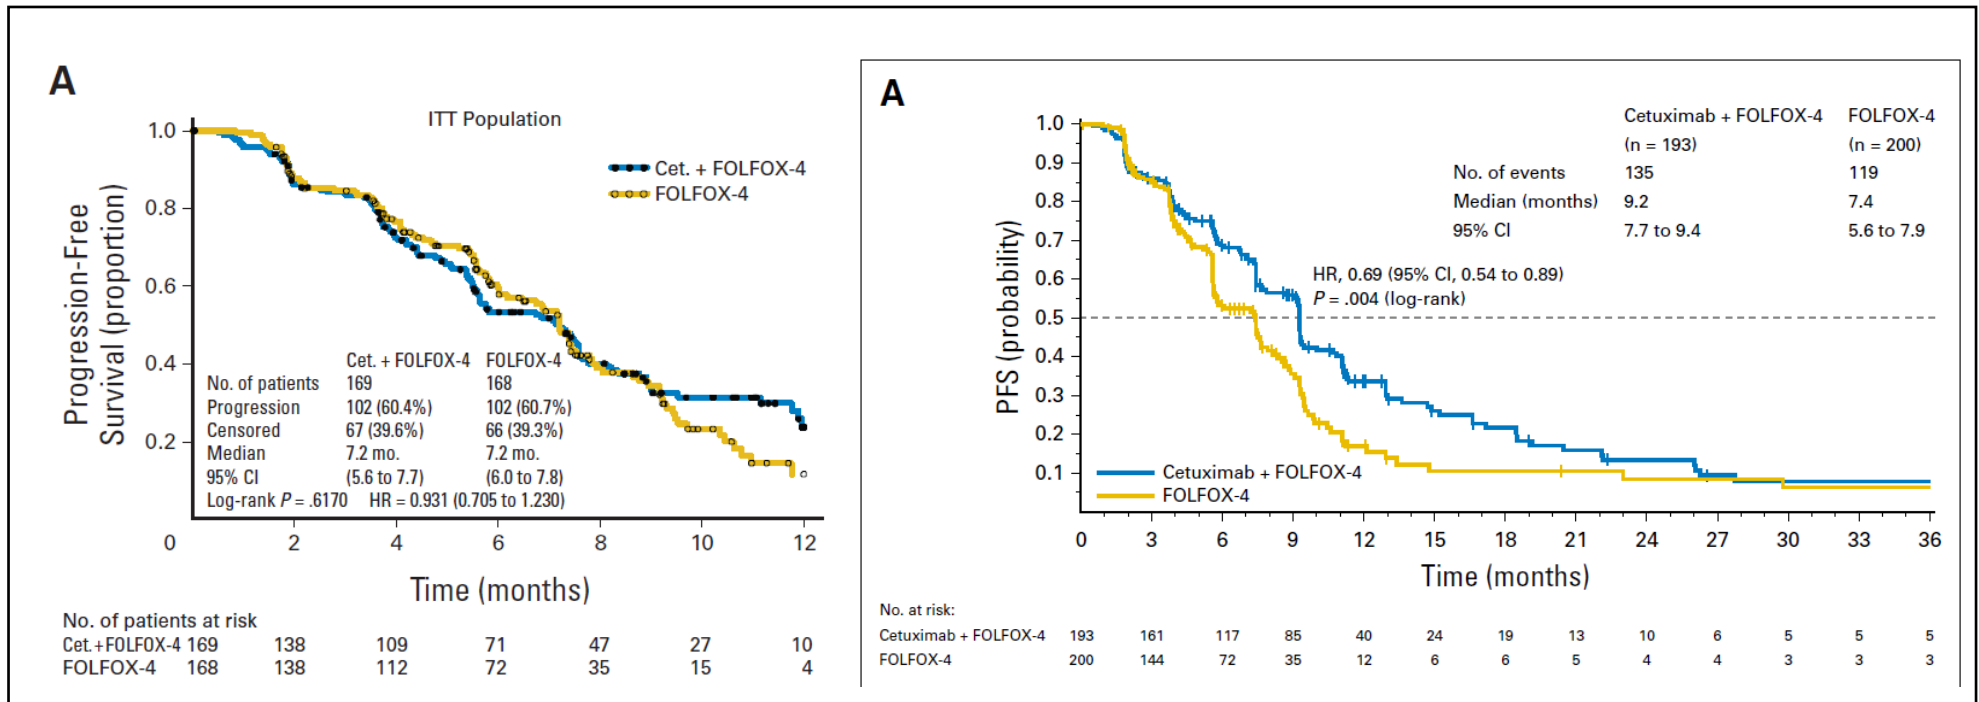 A
ITT Population
Cet. + FOLFOX-4
FOLFOX-4
Progression-Free
Survival (proportion)
1.0
0.8
0.6
0.4
0.2
Cet. + FOLFOX-4 FOLFOX-4
No. of patients 169 168
Progression 102 (60.4%) 102 (60.7%)
Censored 67 (39.6%) 66 (39.3%)
Median 7.2 mo. 7.2 mo.
95% CI (5.6 to 7.7) (6.0 to 7.8)
Log-rank P = .6170 HR = 0.931 (0.705 to 1.230)
0 2 4 6 8 10 12
Time (months)
No. of patients at risk
Cet.+FOLFOX-4 169 138 109 71 47 27 10
FOLFOX-4 168 138 112 72 35 15 4
A
Cetuximab + FOLFOX-4 FOLFOX-4
(n = 193) (n = 200)
No. of events 135 119
Median (months) 9.2 7.4
95% CI 7.7 to 9.4 5.6 to 7.9
HR, 0.69 (95% CI, 0.54 to 0.89)
P = .004 (log-rank)
PFS (probability)
1.0
0.9
0.8
0.7
0.6
0.5
0.4
0.3
0.2
0.1
Cetuximab + FOLFOX-4
FOLFOX-4
0 3 6 9 12 15 18 21 24 27 30 33 36
Time (months)
No. at risk:
Cetuximab + FOLFOX-4 193 161 117 85 40 24 19 13 10 6 5 5 5
FOLFOX-4 200 144 72 35 12 6 6 5 4 4 3 3 3